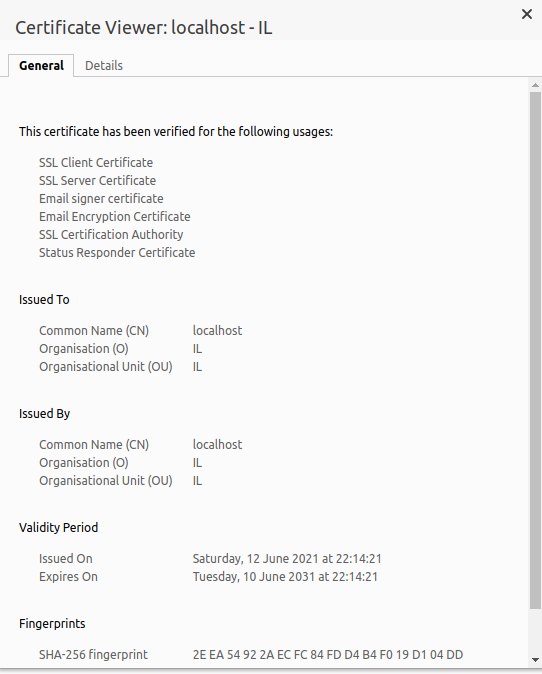 Certificate Viewer: localhost - IL
General Details
This certificate has been verified for the following usages:
SSL Client Certificate
SSL Server Certificate
Email signer certificate
Email Encryption Certificate
SSL Certification Authority
Status Responder Certificate
Issued To
Common Name (CN) localhost
Organisation (O) IL
Organisational Unit (OU) IL
Issued By
Common Name (CN) localhost
Organisation (O) IL
Organisational Unit (OU) IL
Validity Period
Issued On Saturday, 12 June 2021 at 22:14:21
Expires On Tuesday, 10 June 2031 at 22:14:21
Fingerprints
SHA-256 fingerprint 2E EA 54 92 2A EC FC 84 FD D4 B4 F0 19 D1 04 DD